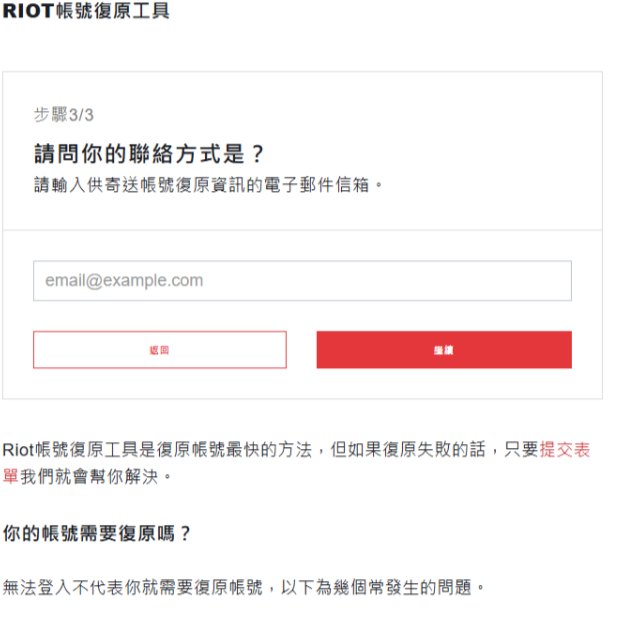 RIOT帳號復原工具
步驟3/3
請問你的聯絡方式是？
請輸入供寄送帳號復原資訊的電子郵件信箱。
email@example.com
返回
繼續
Riot帳號復原工具是復原帳號最快的方法，但如果復原失敗的話，只要提交表
單我們就會幫你解決。
你的帳號需要復原嗎？
無法登入不代表你就需要復原帳號，以下為幾個常發生的問題。